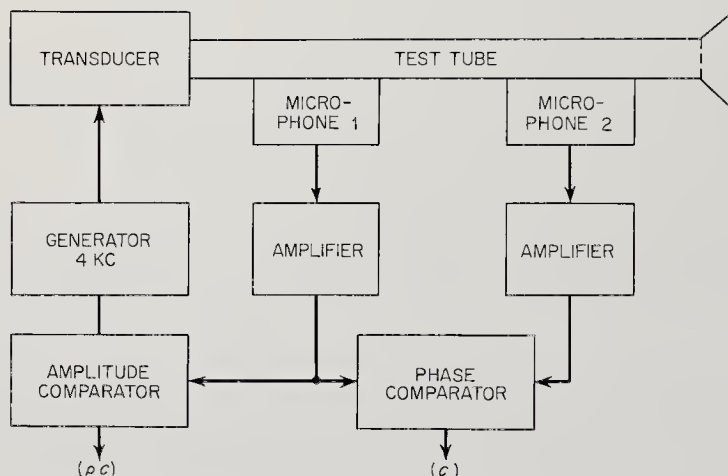 TRANSDUCER
TEST TUBE
MICRO-
PHONE 1
MICRO-
PHONE 2
GENERATOR
4 KC
AMPLIFIER
AMPLIFIER
AMPLITUDE
COMPARATOR
PHASE
COMPARATOR
(ρc)
(c)